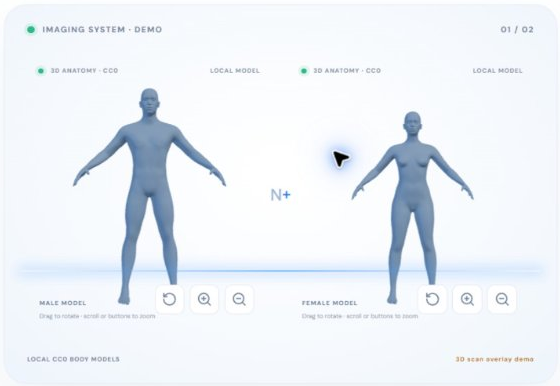 IMAGING SYSTEM · DEMO
01 / 02
3D ANATOMY · CC0
LOCAL MODEL
3D ANATOMY · CC0
LOCAL MODEL
N+
MALE MODEL
Drag to rotate · scroll or buttons to zoom
FEMALE MODEL
Drag to rotate · scroll or buttons to zoom
LOCAL CC0 BODY MODELS
3D scan overlay demo